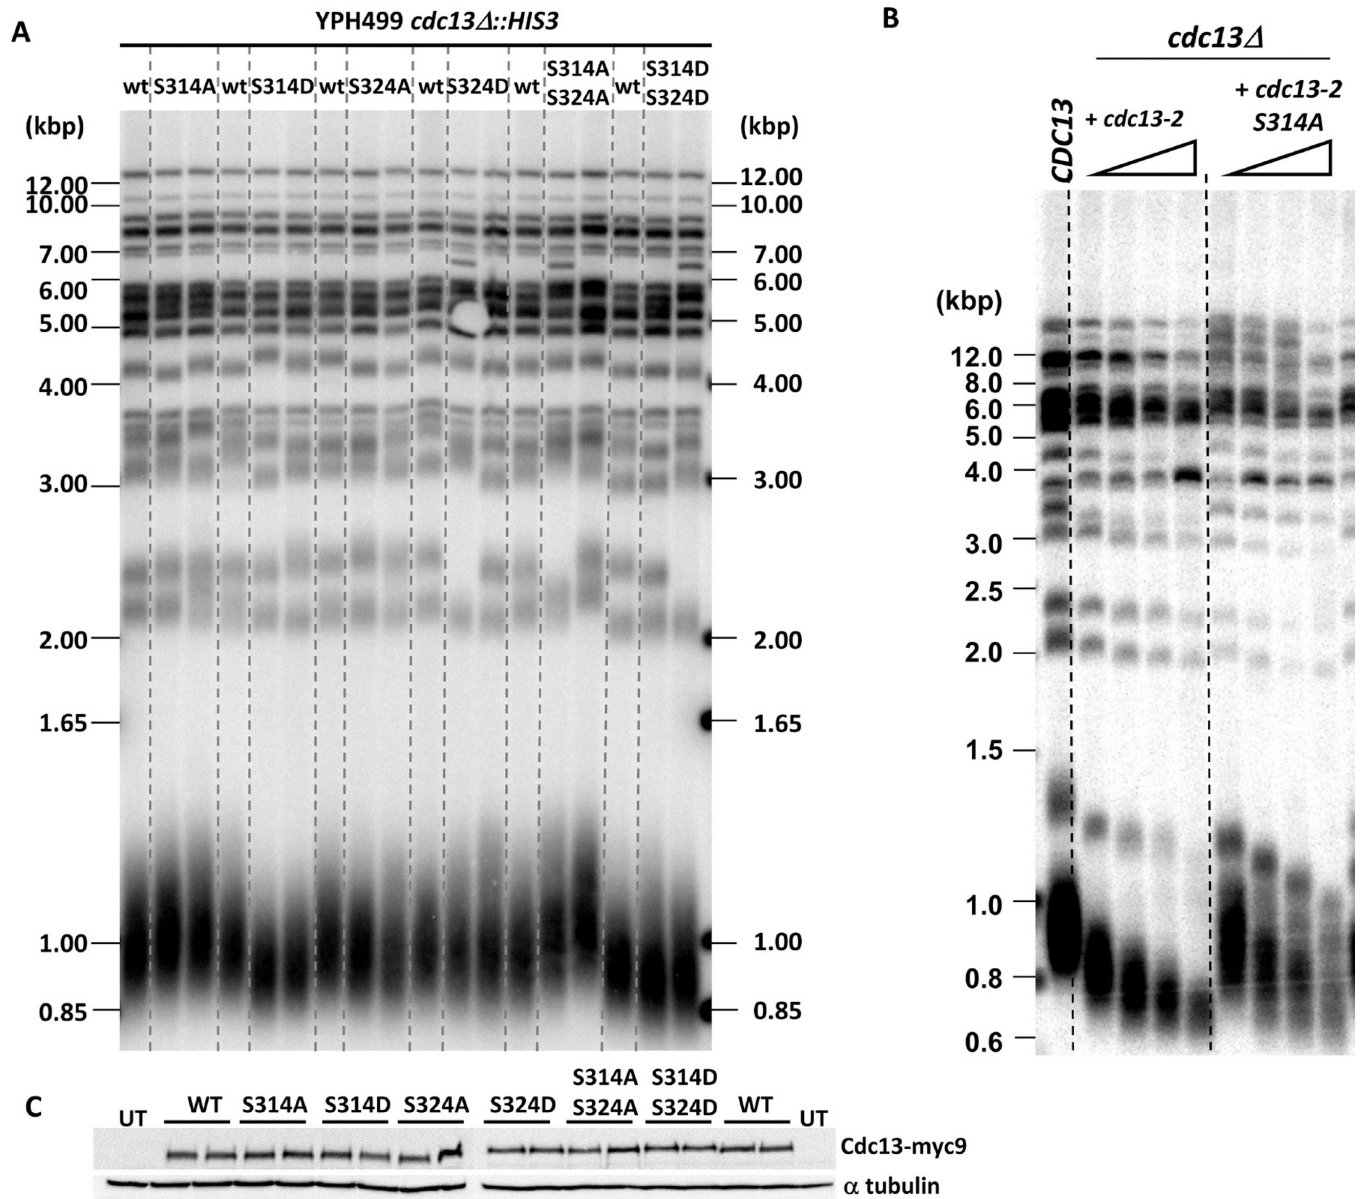 A
YPH499 cdc13Δ::HIS3
wt S314A wt S314D wt S324A wt S324D wt S314A S324A wt S314D S324D
(kbp) (kbp)
12.00 12.00
10.00 10.00
7.00 7.00
6.00 6.00
5.00 5.00
4.00 4.00
3.00 3.00
2.00 2.00
1.65 1.65
1.00 1.00
0.85 0.85
B
cdc13Δ
CDC13
+ cdc13-2
+ cdc13-2
S314A
(kbp)
12.0
8.0
6.0
5.0
4.0
3.0
2.5
2.0
1.5
1.0
0.8
0.6
C
S314A S314D
UT WT S314A S314D S324A S324D S324A S324D WT UT
Cdc13-myc9
α tubulin